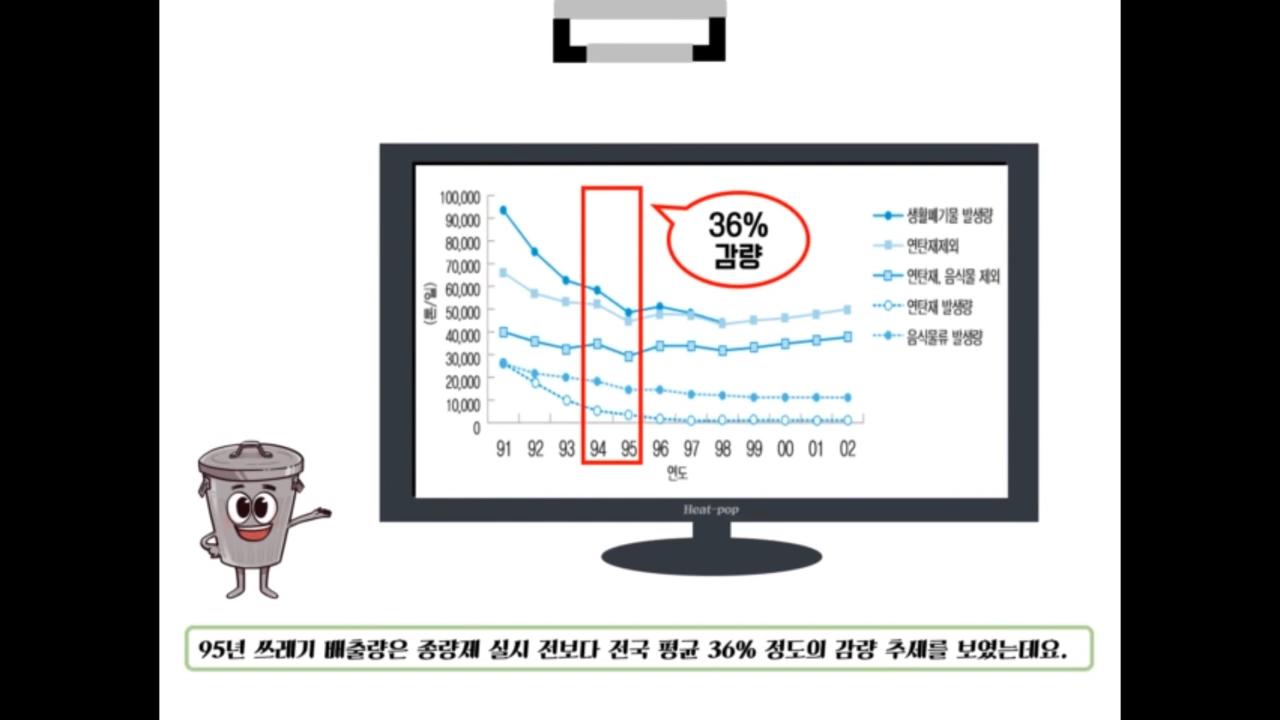 100,000
90,000
80,000
70,000
60,000
50,000
40,000
30,000
20,000
10,000
0
(톤/일)
91 92 93 94 95 96 97 98 99 00 01 02
연도
36%
감량
생활폐기물 발생량
연탄재제외
연탄재, 음식물 제외
연탄재 발생량
음식물류 발생량
Heat-pop
95년 쓰레기 배출량은 종량제 실시 전보다 전국 평균 36% 정도의 감량 추세를 보였는데요.